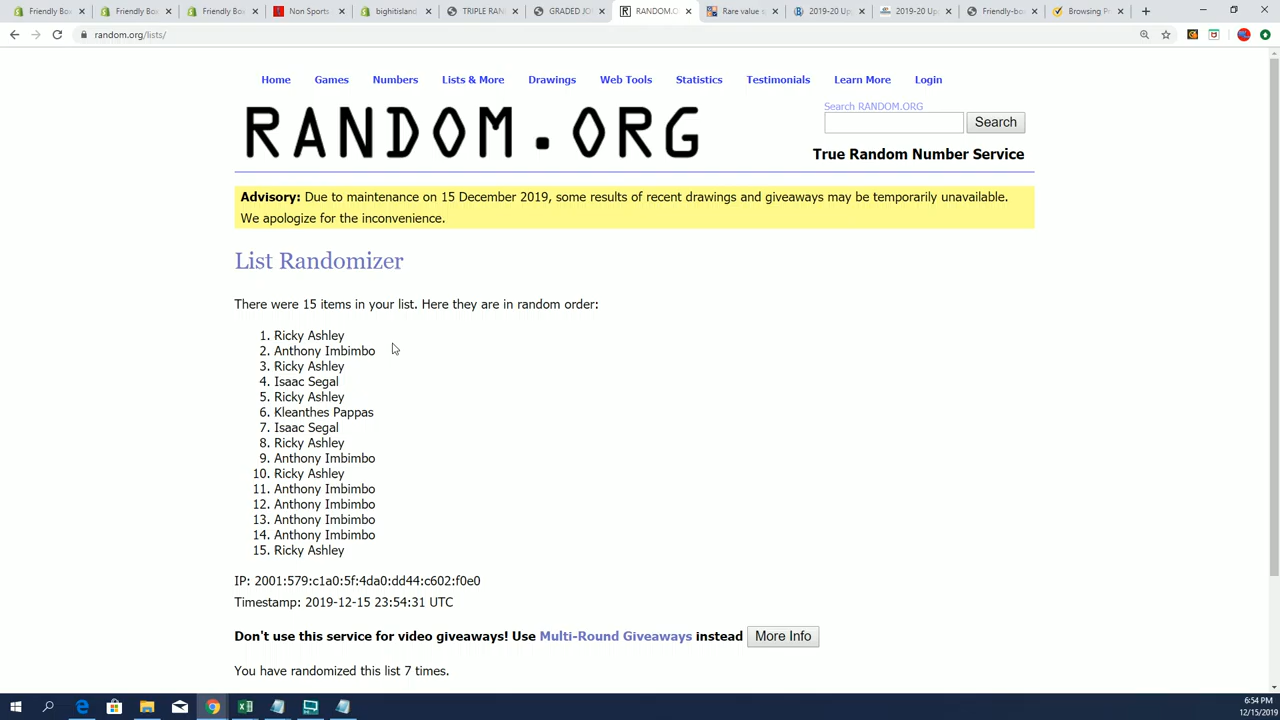 Friendly Box
Friendly Box
Friendly Box
Non Sports
bighitisland
TRIPLE RAN
GRADED JO
RANDOM.O
Rare value s
2019-20 Up
2019-20 Up
Friendly-bo
Browsing P
random.org/lists/
Home
Games
Numbers
Lists & More
Drawings
Web Tools
Statistics
Testimonials
Learn More
Login
RANDOM.ORG
Search RANDOM.ORG
Search
True Random Number Service
Advisory: Due to maintenance on 15 December 2019, some results of recent drawings and giveaways may be temporarily unavailable.
We apologize for the inconvenience.
List Randomizer
There were 15 items in your list. Here they are in random order:
1. Ricky Ashley
2. Anthony Imbimbo
3. Ricky Ashley
4. Isaac Segal
5. Ricky Ashley
6. Kleanthes Pappas
7. Isaac Segal
8. Ricky Ashley
9. Anthony Imbimbo
10. Ricky Ashley
11. Anthony Imbimbo
12. Anthony Imbimbo
13. Anthony Imbimbo
14. Anthony Imbimbo
15. Ricky Ashley
IP: 2001:579:c1a0:5f:4da0:dd44:c602:f0e0
Timestamp: 2019-12-15 23:54:31 UTC
Don't use this service for video giveaways! Use Multi-Round Giveaways instead More Info
You have randomized this list 7 times.
6:54 PM
12/15/2019